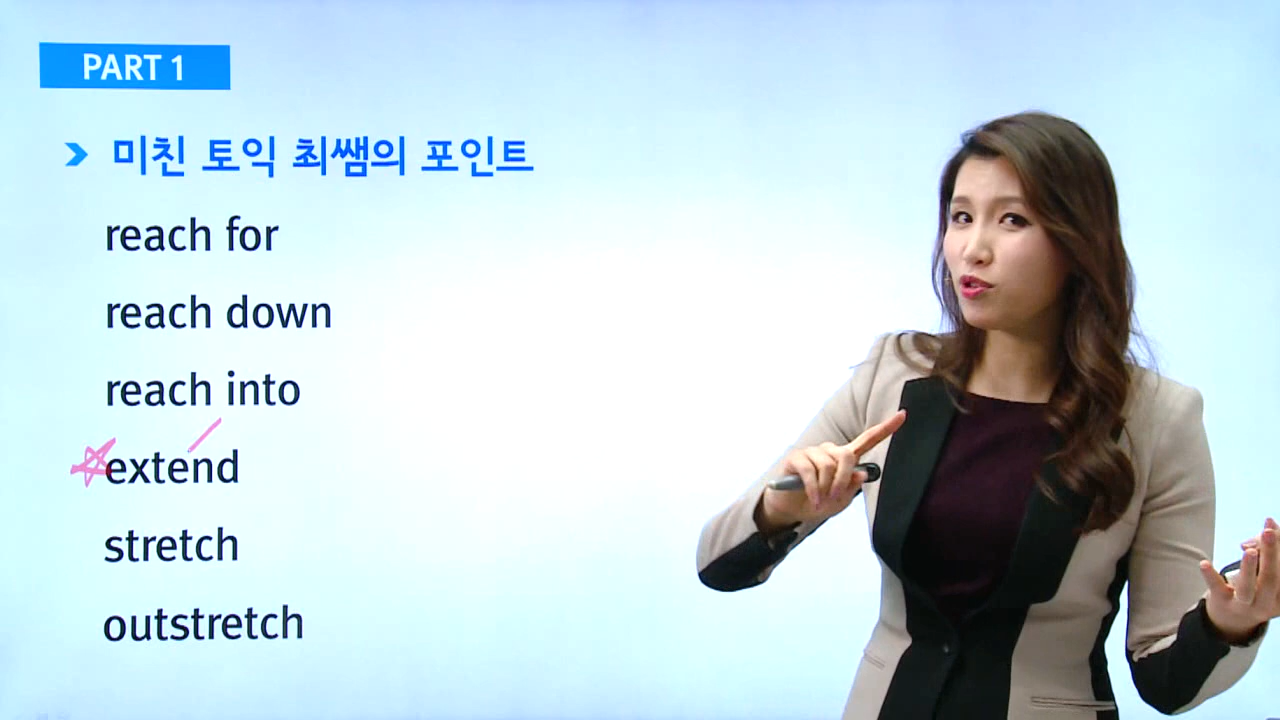 PART 1
미친 토익 최쌤의 포인트
reach for
reach down
reach into
extend
stretch
outstretch